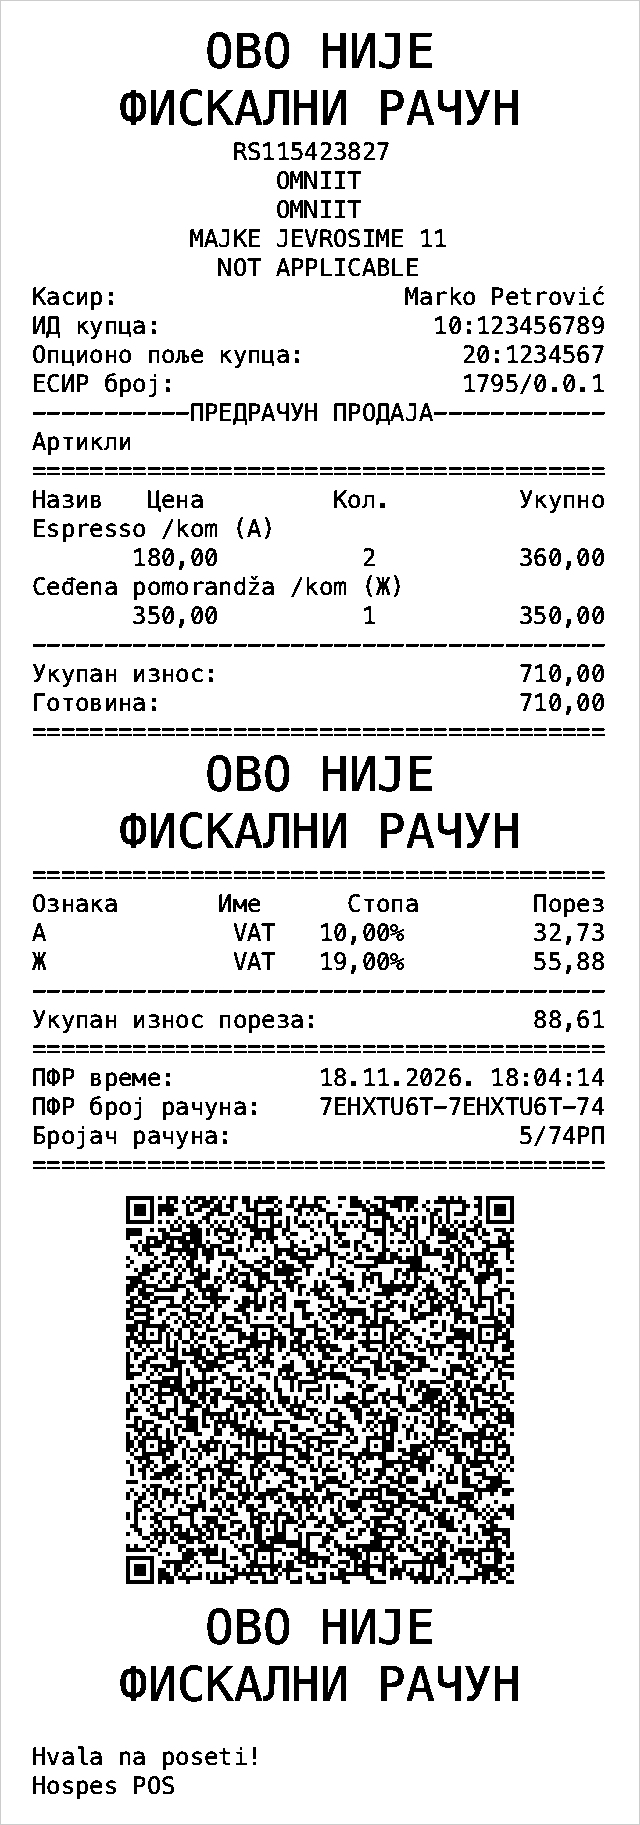 ОВО НИЈЕ
ФИСКАЛНИ РАЧУН
RS115423827
OMNIIT
OMNIIT
MAJKE JEVROSIME 11
NOT APPLICABLE
Касир: Marko Petrović
ИД купца: 10:123456789
Опционо поље купца: 20:1234567
ЕСИР број: 1795/0.0.1
-----------ПРЕДРАЧУН ПРОДАЈА------------
Артикли
========================================
Назив Цена Кол. Укупно
Espresso /kom (А)
180,00 2 360,00
Ceđena pomorandža /kom (Ж)
350,00 1 350,00
----------------------------------------
Укупан износ: 710,00
Готовина: 710,00
========================================
ОВО НИЈЕ
ФИСКАЛНИ РАЧУН
========================================
Ознака Име Стопа Порез
А VAT 10,00% 32,73
Ж VAT 19,00% 55,88
----------------------------------------
Укупан износ пореза: 88,61
========================================
ПФР време: 18.11.2026. 18:04:14
ПФР број рачуна: 7EHXTU6T-7EHXTU6T-74
Бројач рачуна: 5/74РП
========================================
ОВО НИЈЕ
ФИСКАЛНИ РАЧУН
Hvala na poseti!
Hospes POS